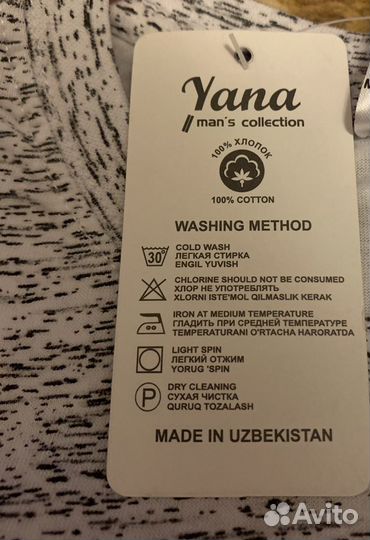 Yana
man's collection
100% ХЛОПОК
100% COTTON
WASHING METHOD
30°
COLD WASH
ЛЕГКАЯ СТИРКА
ENGIL YUVISH
CHLORINE SHOULD NOT BE CONSUMED
ХЛОР НЕ УПОТРЕБЛЯТЬ
XLORNI ISTE'MOL QILMASLIK KERAK
IRON AT MEDIUM TEMPERATURE
ГЛАДИТЬ ПРИ СРЕДНЕЙ ТЕМПЕРАТУРЕ
TEMPERATURANI O'RTACHA HARORATDA
LIGHT SPIN
ЛЕГКИЙ ОТЖИМ
YORUG 'SPIN
P
DRY CLEANING
СУХАЯ ЧИСТКА
QURUQ TOZALASH
MADE IN UZBEKISTAN
Avito